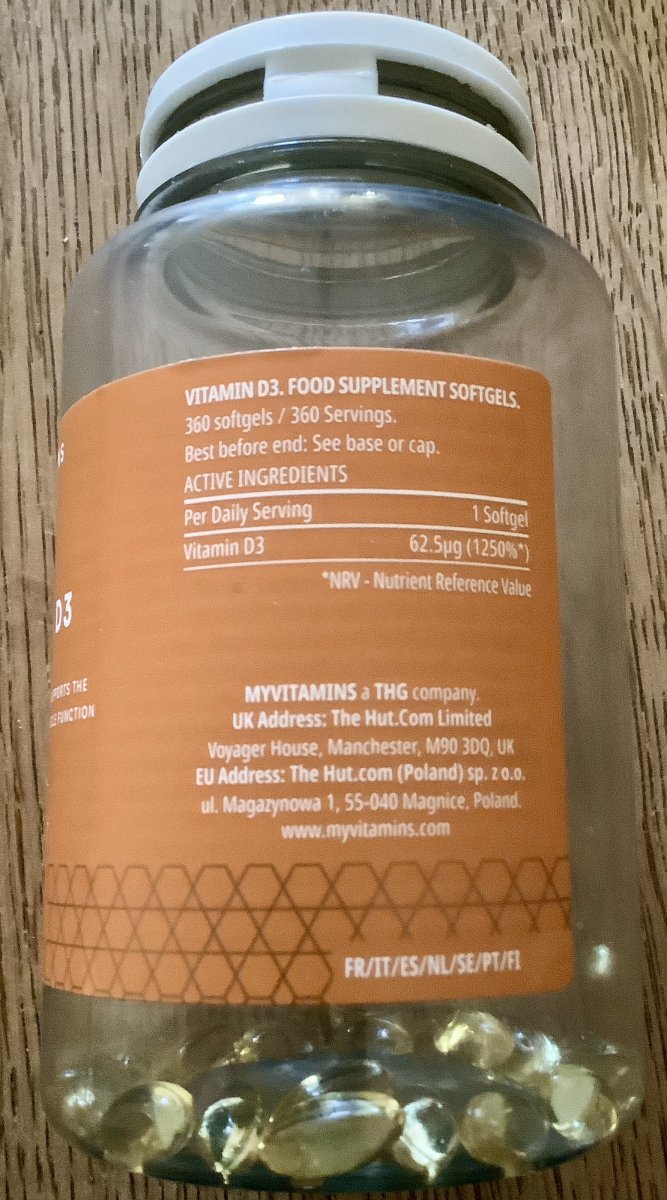 VITAMIN D3. FOOD SUPPLEMENT SOFTGELS.
360 softgels / 360 Servings.
Best before end: See base or cap.
ACTIVE INGREDIENTS
Per Daily Serving 1 Softgel
Vitamin D3 62.5µg (1250%*)
*NRV - Nutrient Reference Value
D3
THE
FUNCTION
MYVITAMINS a THG company.
UK Address: The Hut.Com Limited
Voyager House, Manchester, M90 3DQ, UK
EU Address: The Hut.com (Poland) sp. z o.o.
ul. Magazynowa 1, 55-040 Magnice, Poland.
www.myvitamins.com
FR/IT/ES/NL/SE/PT/FI